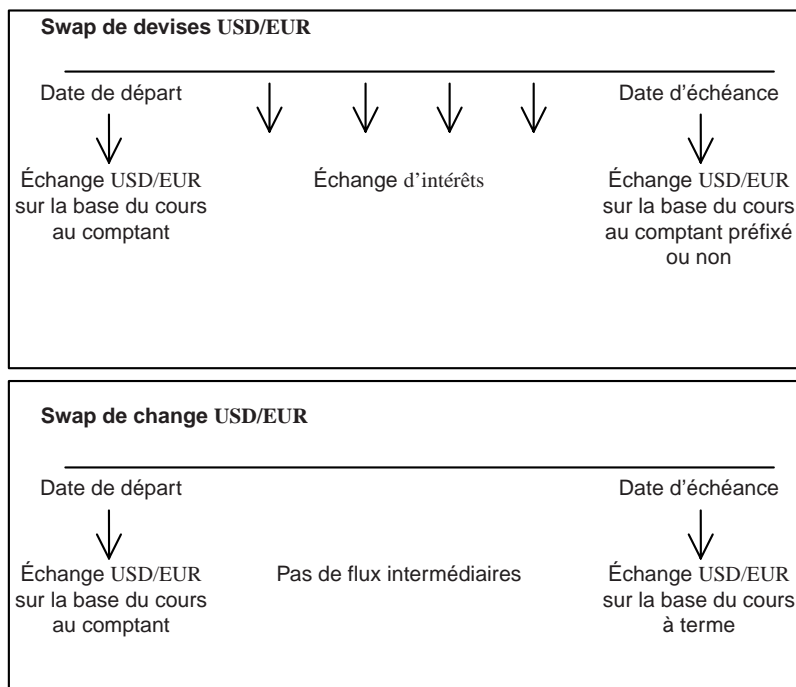 Swap de devises USD/EUR
Date de départ
Date d'échéance
Échange USD/EUR
sur la base du cours
au comptant
Échange d'intérêts
Échange USD/EUR
sur la base du cours
au comptant préfixé
ou non
Swap de change USD/EUR
Date de départ
Date d'échéance
Échange USD/EUR
sur la base du cours
au comptant
Pas de flux intermédiaires
Échange USD/EUR
sur la base du cours
à terme